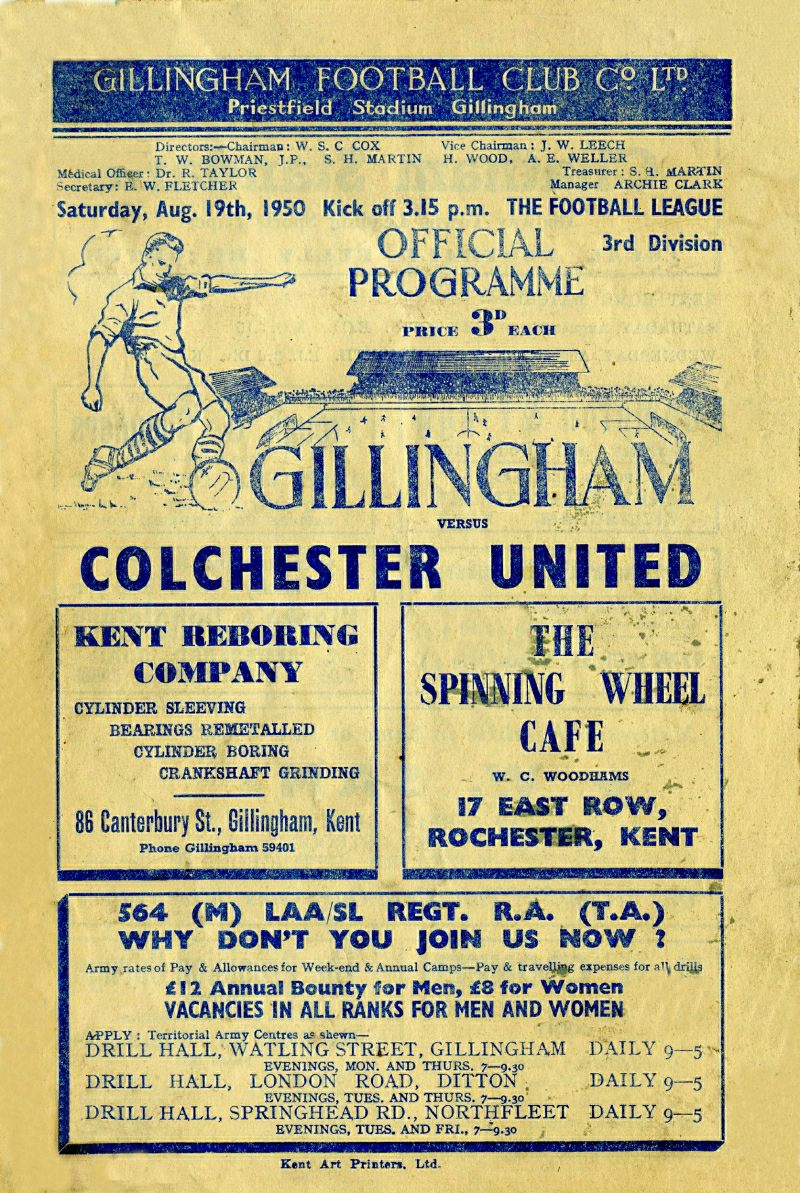 GILLINGHAM FOOTBALL CLUB Co. LTD.
Priestfield Stadium Gillingham
Directors:—Chairman: W. S. C COX Vice Chairman: J. W. LEECH
T. W. BOWMAN, J.P., S. H. MARTIN H. WOOD, A. E. WELLER
Medical Officer: Dr. R. TAYLOR Treasurer: S. H. MARTIN
Secretary: E. W. FLETCHER Manager ARCHIE CLARK
Saturday, Aug. 19th, 1950 Kick off 3.15 p.m. THE FOOTBALL LEAGUE
OFFICIAL 3rd Division
PROGRAMME
PRICE 3D EACH
GILLINGHAM
VERSUS
COLCHESTER UNITED
KENT REBORING
COMPANY
CYLINDER SLEEVING
BEARINGS REMETALLED
CYLINDER BORING
CRANKSHAFT GRINDING
86 Canterbury St., Gillingham, Kent
Phone Gillingham 59401
THE
SPINNING WHEEL
CAFE
W. C. WOODHAMS
17 EAST ROW,
ROCHESTER, KENT
564 (M) LAA/SL REGT. R.A. (T.A.)
WHY DON'T YOU JOIN US NOW ?
Army rates of Pay & Allowances for Week-end & Annual Camps—Pay & travelling expenses for all drills
£12 Annual Bounty for Men, £8 for Women
VACANCIES IN ALL RANKS FOR MEN AND WOMEN
APPLY : Territorial Army Centres as shewn—
DRILL HALL, WATLING STREET, GILLINGHAM DAILY 9—5
EVENINGS, MON. AND THURS. 7—9.30
DRILL HALL, LONDON ROAD, DITTON DAILY 9—5
EVENINGS, TUES. AND THURS. 7—9.30
DRILL HALL, SPRINGHEAD RD., NORTHFLEET DAILY 9—5
EVENINGS, TUES. AND FRI., 7—9.30
Kent Art Printers, Ltd.